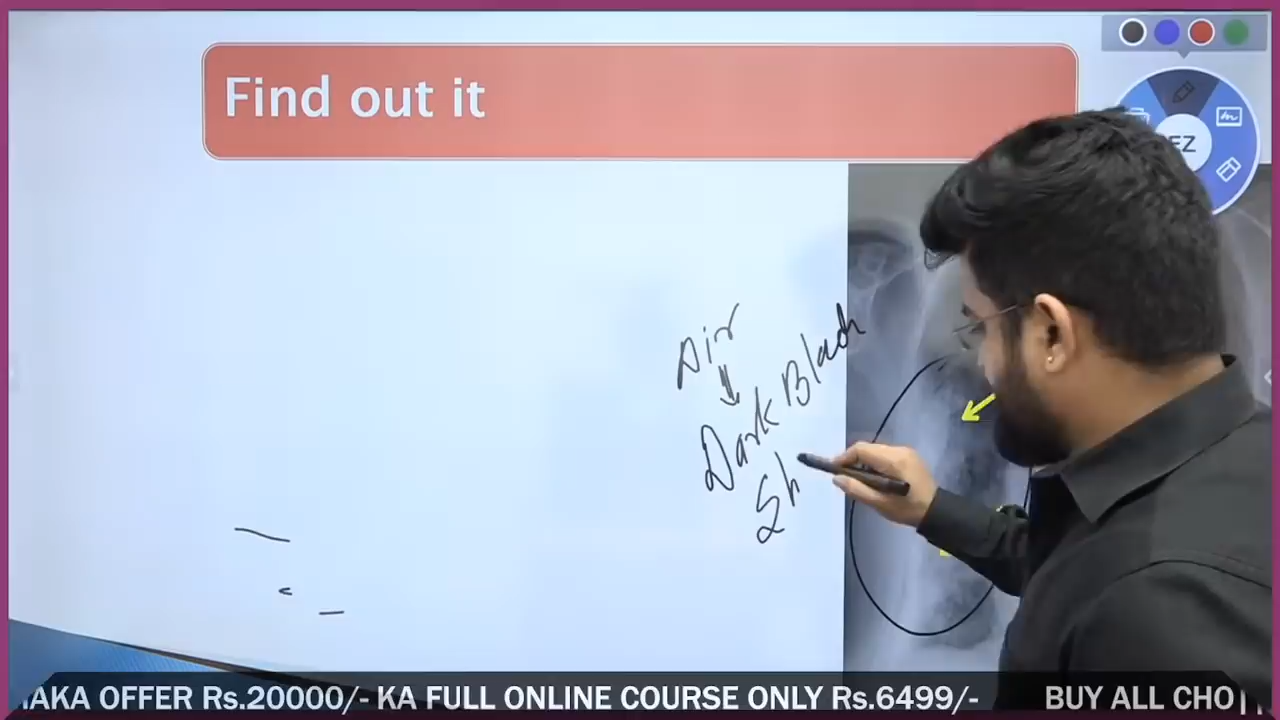 Find out it
EZ
Air
Dark Black
Sh
AKA OFFER Rs.20000/- KA FULL ONLINE COURSE ONLY Rs.6499/- BUY ALL CHO